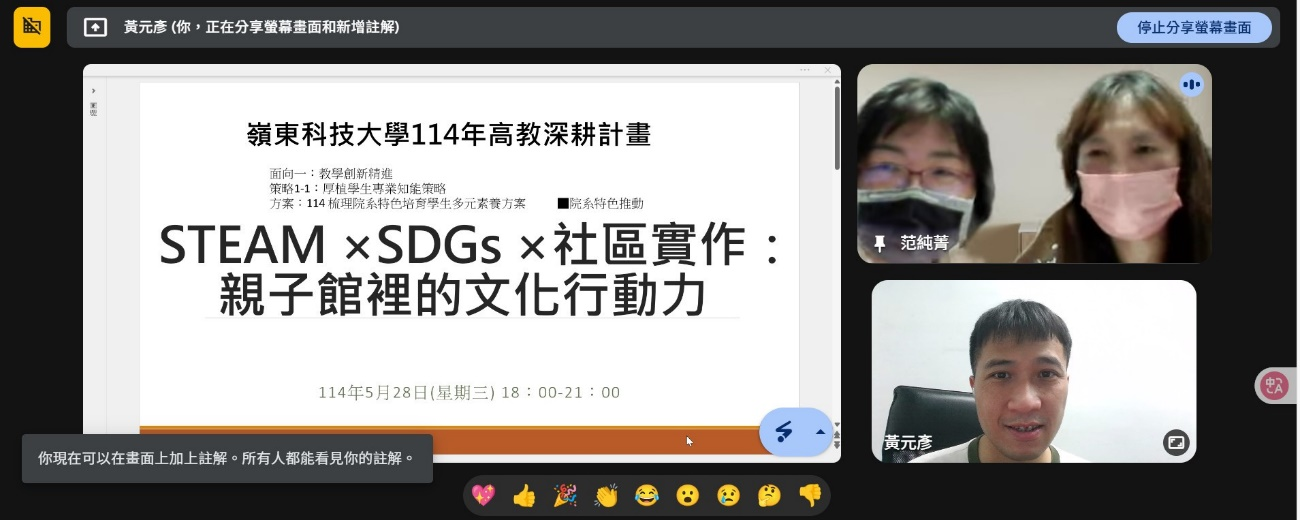 黃元彥 (你，正在分享螢幕畫面和新增註解)
停止分享螢幕畫面
嶺東科技大學114年高教深耕計畫
面向一：教學創新精進
策略1-1：厚植學生專業知能策略
方案：114 梳理院系特色培育學生多元素養方案 ■院系特色推動
STEAM ×SDGs ×社區實作：
親子館裡的文化行動力
114年5月28日(星期三) 18：00-21：00
范純菁
黃元彥
你現在可以在畫面上加上註解。所有人都能看見你的註解。